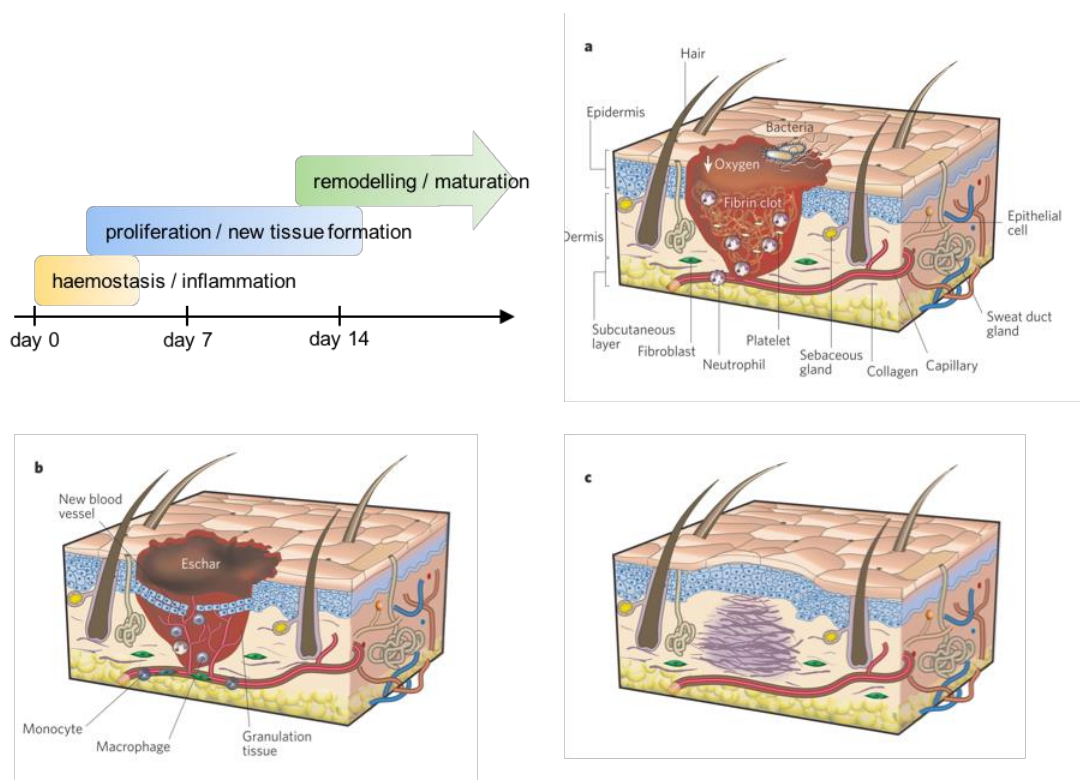 remodelling / maturation
proliferation / new tissue formation
haemostasis / inflammation
day 0
day 7
day 14
a
Hair
Epidermis
Bacteria
Oxygen
Fibrin clot
Dermis
Epithelial
cell
Subcutaneous
layer
Fibroblast
Neutrophil
Platelet
Sebaceous
gland
Collagen
Capillary
Sweat duct
gland
b
New blood
vessel
Eschar
Monocyte
Macrophage
Granulation
tissue
c